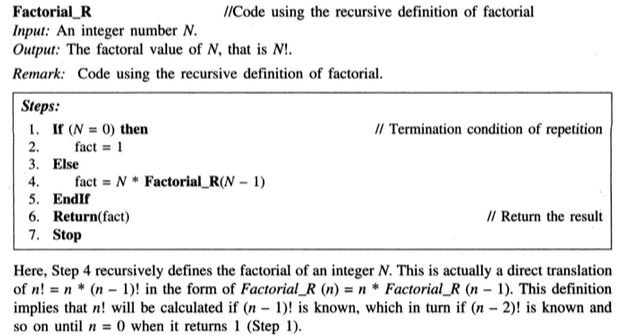 Factorial_R //Code using the recursive definition of factorial
Input: An integer number N.
Output: The factoral value of N, that is N!.
Remark: Code using the recursive definition of factorial.
Steps:
1. If (N = 0) then // Termination condition of repetition
2. fact = 1
3. Else
4. fact = N * Factorial_R(N – 1)
5. EndIf
6. Return(fact) // Return the result
7. Stop
Here, Step 4 recursively defines the factorial of an integer N. This is actually a direct translation
of n! = n * (n – 1)! in the form of Factorial_R (n) = n * Factorial_R (n – 1). This definition
implies that n! will be calculated if (n – 1)! is known, which in turn if (n – 2)! is known and
so on until n = 0 when it returns 1 (Step 1).